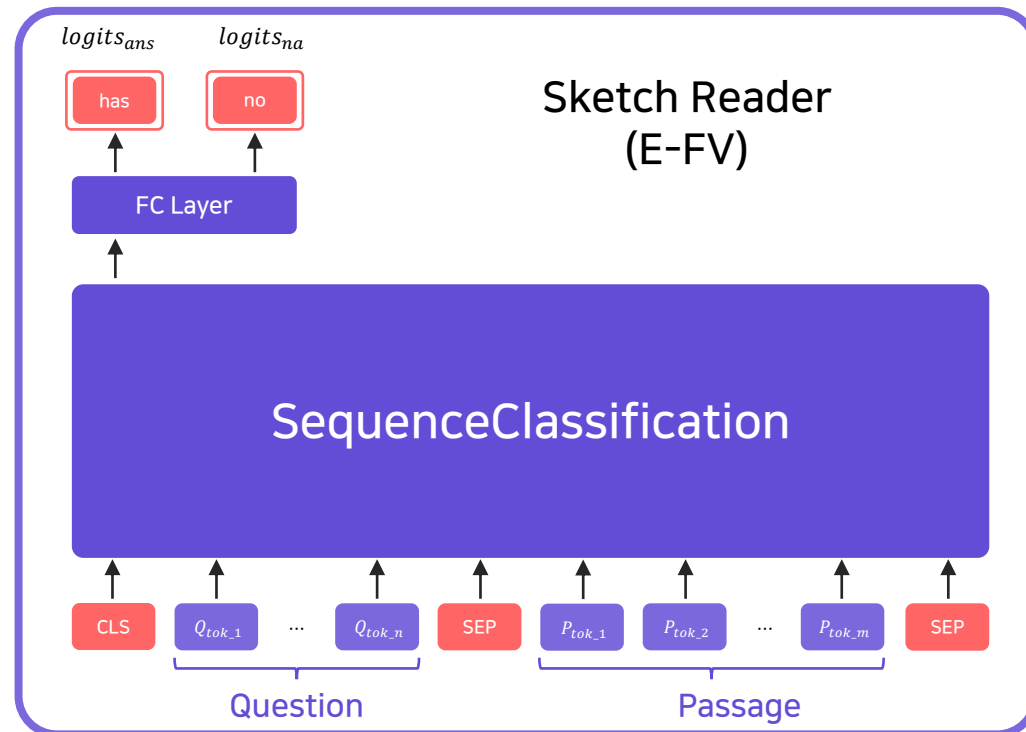 logits_ans logits_na
has no
Sketch Reader
(E-FV)
FC Layer
SequenceClassification
CLS Q_tok_1 ... Q_tok_n SEP P_tok_1 P_tok_2 ... P_tok_m SEP
Question Passage